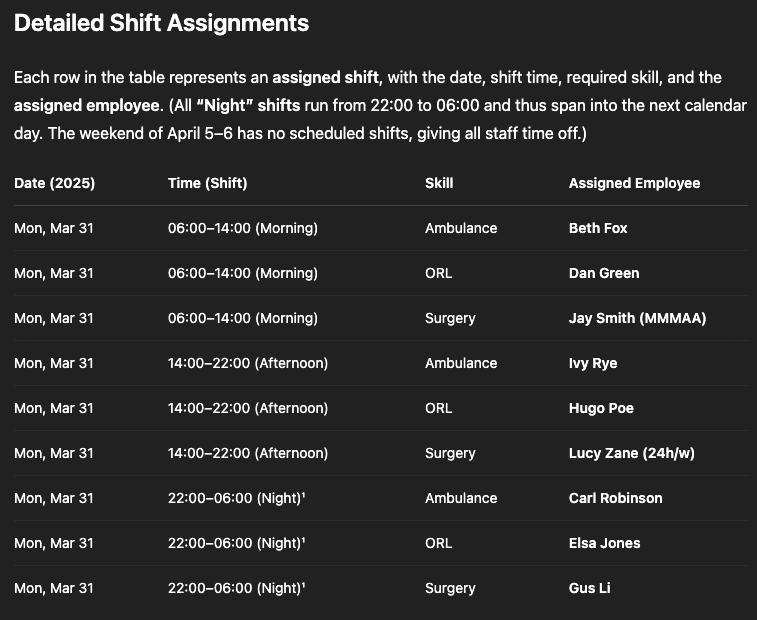 Detailed Shift Assignments
Each row in the table represents an assigned shift, with the date, shift time, required skill, and the
assigned employee. (All “Night” shifts run from 22:00 to 06:00 and thus span into the next calendar
day. The weekend of April 5–6 has no scheduled shifts, giving all staff time off.)
Date (2025) Time (Shift) Skill Assigned Employee
Mon, Mar 31 06:00–14:00 (Morning) Ambulance Beth Fox
Mon, Mar 31 06:00–14:00 (Morning) ORL Dan Green
Mon, Mar 31 06:00–14:00 (Morning) Surgery Jay Smith (MMMAA)
Mon, Mar 31 14:00–22:00 (Afternoon) Ambulance Ivy Rye
Mon, Mar 31 14:00–22:00 (Afternoon) ORL Hugo Poe
Mon, Mar 31 14:00–22:00 (Afternoon) Surgery Lucy Zane (24h/w)
Mon, Mar 31 22:00–06:00 (Night)¹ Ambulance Carl Robinson
Mon, Mar 31 22:00–06:00 (Night)¹ ORL Elsa Jones
Mon, Mar 31 22:00–06:00 (Night)¹ Surgery Gus Li